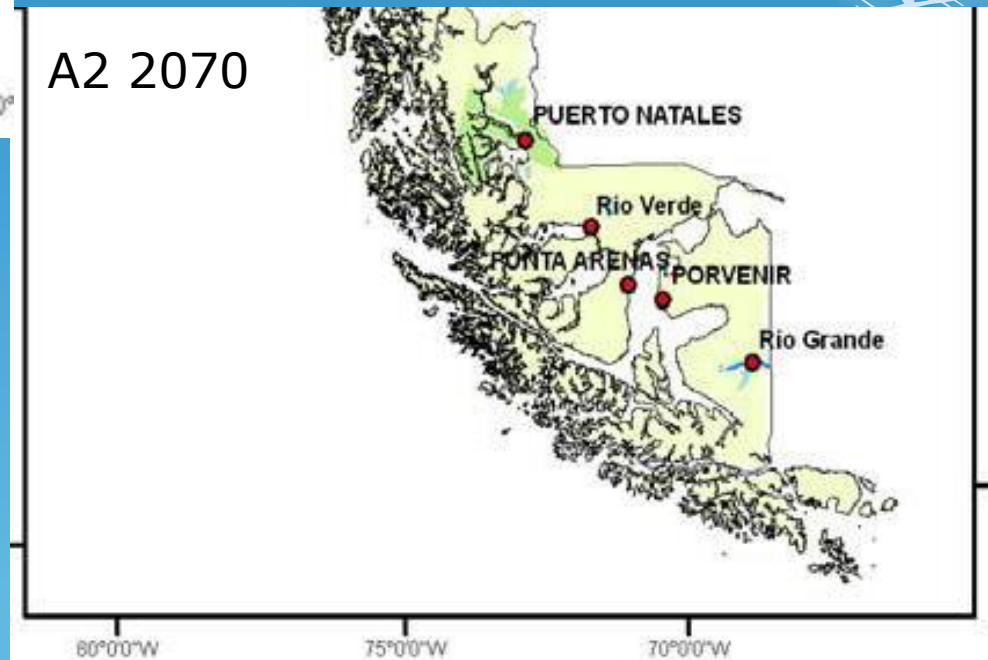 A2 2070
PUERTO NATALES
Rio Verde
PUNTA ARENAS
PORVENIR
Rio Grande
80°0'0"W 75°0'0"W 70°0'0"W